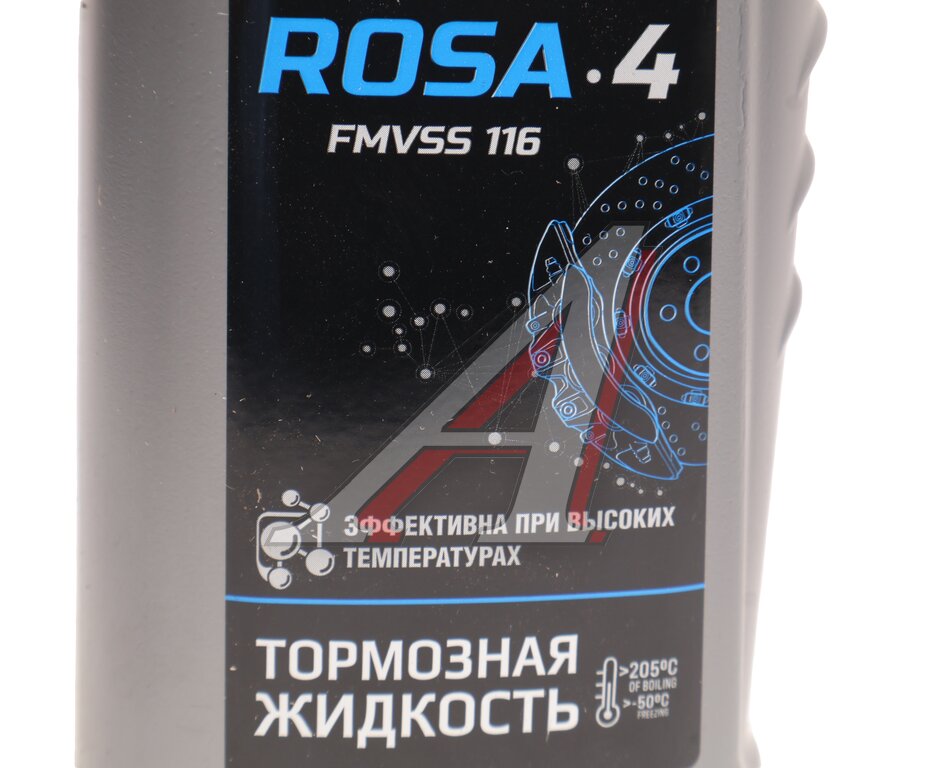 ROSA·4
FMVSS 116
ЭФФЕКТИВНА ПРИ ВЫСОКИХ
ТЕМПЕРАТУРАХ
ТОРМОЗНАЯ
ЖИДКОСТЬ
>205ºC
OF BOILING
>-50ºC
FREEZING